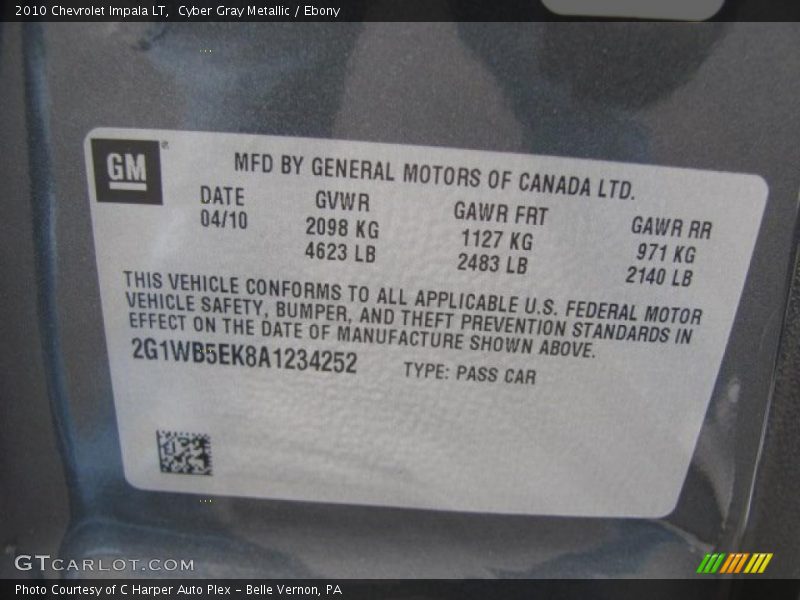 2010 Chevrolet Impala LT,  Cyber Gray Metallic / Ebony
GM
®
MFD BY GENERAL MOTORS OF CANADA LTD.
DATE GVWR GAWR FRT GAWR RR
04/10 2098 KG 1127 KG 971 KG
4623 LB 2483 LB 2140 LB
THIS VEHICLE CONFORMS TO ALL APPLICABLE U.S. FEDERAL MOTOR
VEHICLE SAFETY, BUMPER, AND THEFT PREVENTION STANDARDS IN
EFFECT ON THE DATE OF MANUFACTURE SHOWN ABOVE.
2G1WB5EK8A1234252 TYPE: PASS CAR
GTCARLOT.COM
Photo Courtesy of C Harper Auto Plex – Belle Vernon, PA